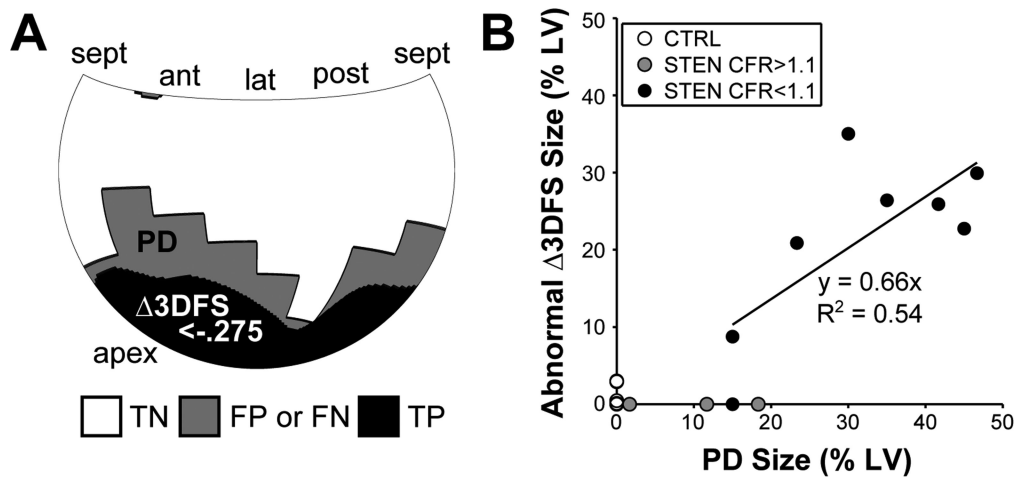 A
sept
ant
lat
post
sept
PD
Δ3DFS
<-.275
apex
TN
FP or FN
TP
B
Abnormal Δ3DFS Size (% LV)
50
40
30
20
10
0
CTRL
STEN CFR>1.1
STEN CFR<1.1
y = 0.66x
R² = 0.54
0
10
20
30
40
50
PD Size (% LV)